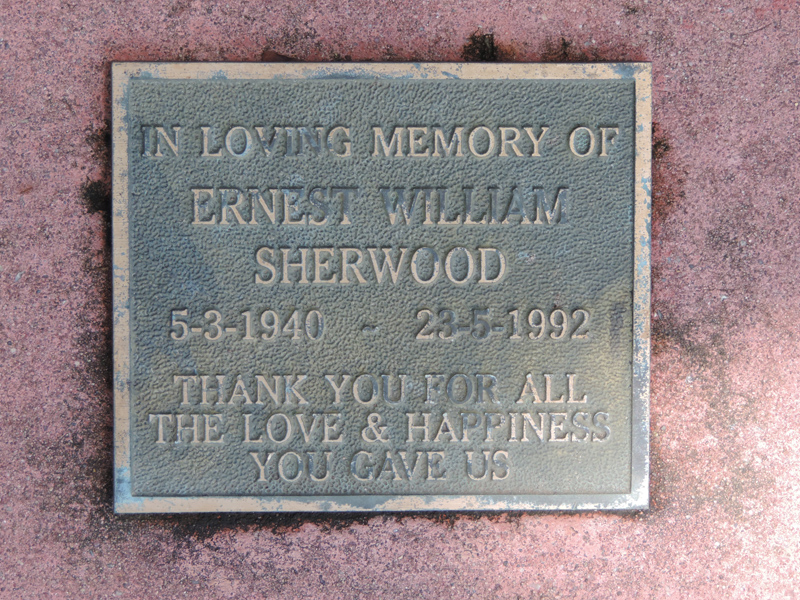 IN LOVING MEMORY OF
ERNEST WILLIAM
SHERWOOD
5-3-1940 - 23-5-1992
THANK YOU FOR ALL
THE LOVE & HAPPINESS
YOU GAVE US